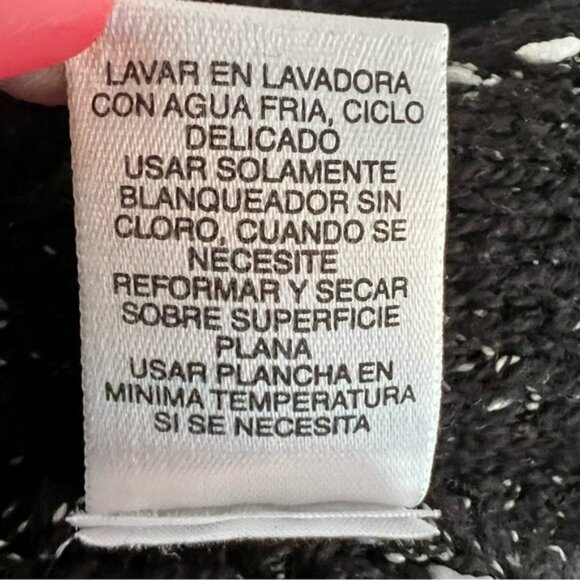 LAVAR EN LAVADORA
CON AGUA FRIA, CICLO
DELICADO
USAR SOLAMENTE
BLANQUEADOR SIN
CLORO, CUANDO SE
NECESITE
REFORMAR Y SECAR
SOBRE SUPERFICIE
PLANA
USAR PLANCHA EN
MINIMA TEMPERATURA
SI SE NECESITA